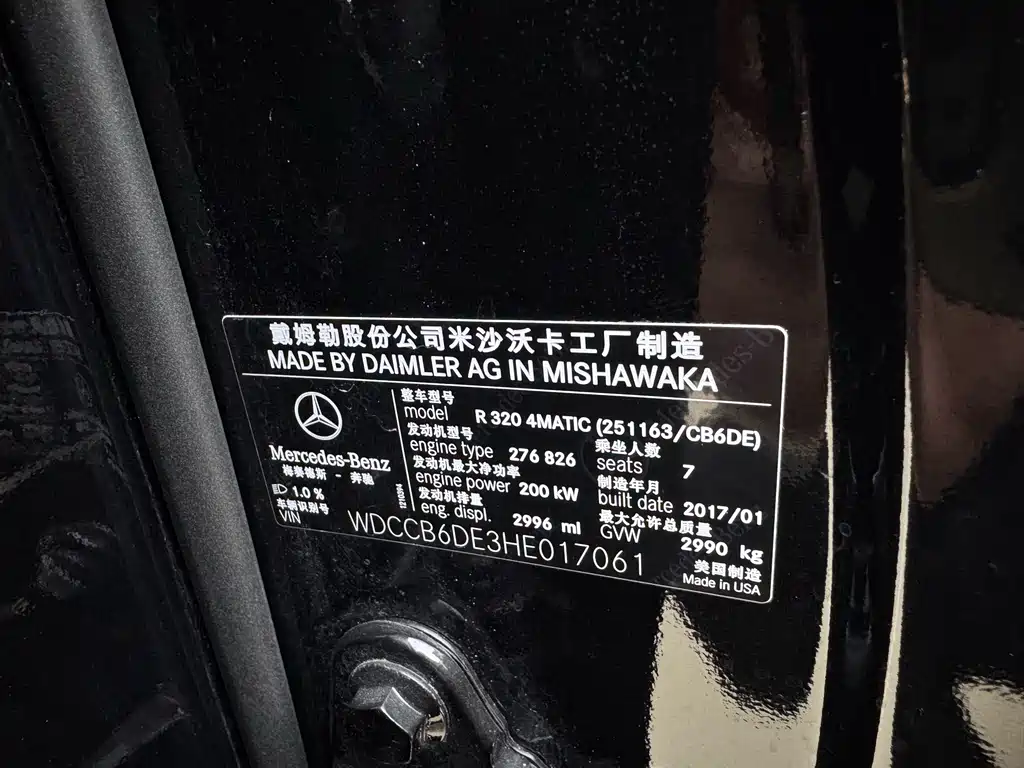 戴姆勒股份公司米沙沃卡工厂制造
MADE BY DAIMLER AG IN MISHAWAKA
Mercedes-Benz
梅赛德斯 - 奔驰
1.0 %
整车型号
model R 320 4MATIC (251163/CB6DE)
发动机型号 乘坐人数
engine type 276 826 seats 7
发动机最大净功率 制造年月
engine power 200 kW built date 2017/01
发动机排量 最大允许总质量
eng. displ. 2996 ml GVW 2990 kg
车辆识别号
VIN WDCCB6DE3HE017061
美国制造
Made in USA